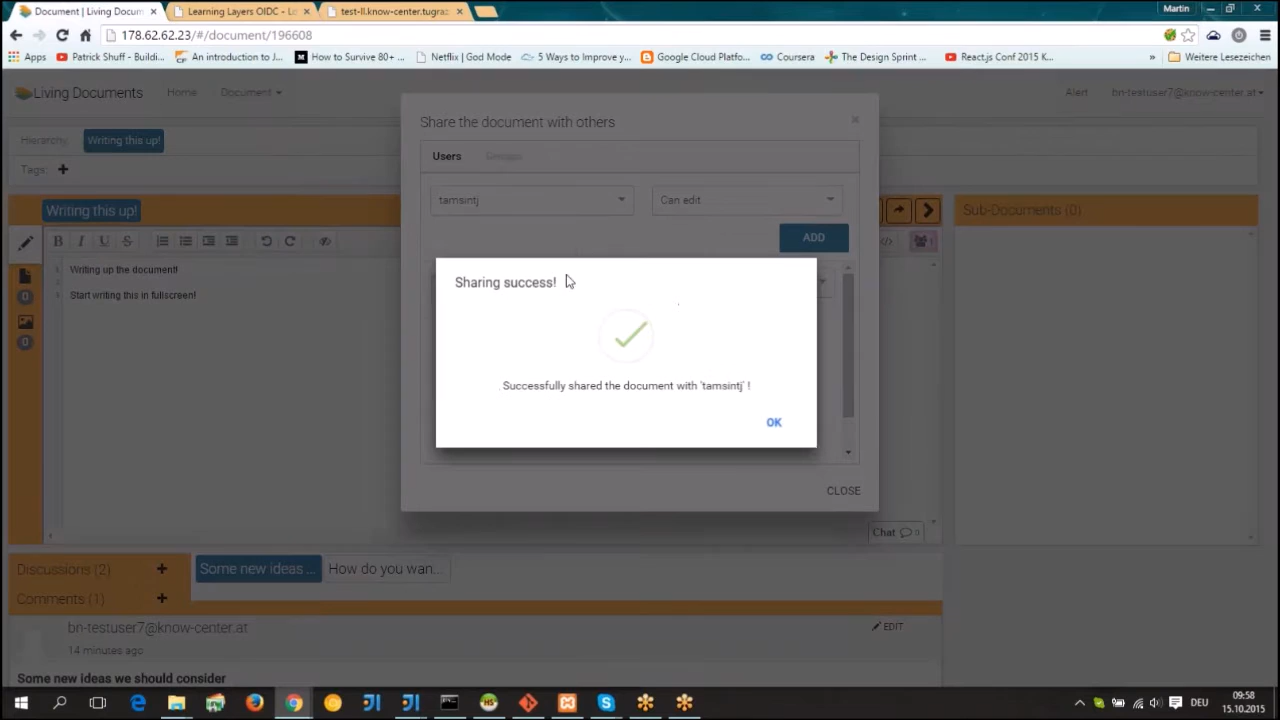 Document | Living Docum
Learning Layers OIDC - Lo
test-ll.know-center.tugraz
Martin
178.62.62.23/#/document/196608
Apps
Patrick Shuff - Buildi...
An introduction to J...
How to Survive 80+ ...
Netflix | God Mode
5 Ways to Improve y...
Google Cloud Platfo...
Coursera
The Design Sprint ...
React.js Conf 2015 K...
»
Weitere Lesezeichen
Living Documents
Home
Document
Alert
bn-testuser7@know-center.at
Hierarchy
Writing this up!
Tags: +
Share the document with others
×
Users
Groups
tamsintj
Can edit
ADD
Writing this up!
B I U S
Writing up the document!
Start writing this in fullscreen!
0
0
Sub-Documents (0)
Sharing success!
Successfully shared the document with 'tamsintj' !
OK
CLOSE
Chat 0
Discussions (2) +
Some new ideas ...
How do you wan...
Comments (1) +
bn-testuser7@know-center.at
EDIT
14 minutes ago
Some new ideas we should consider
DEU
09:58
15.10.2015